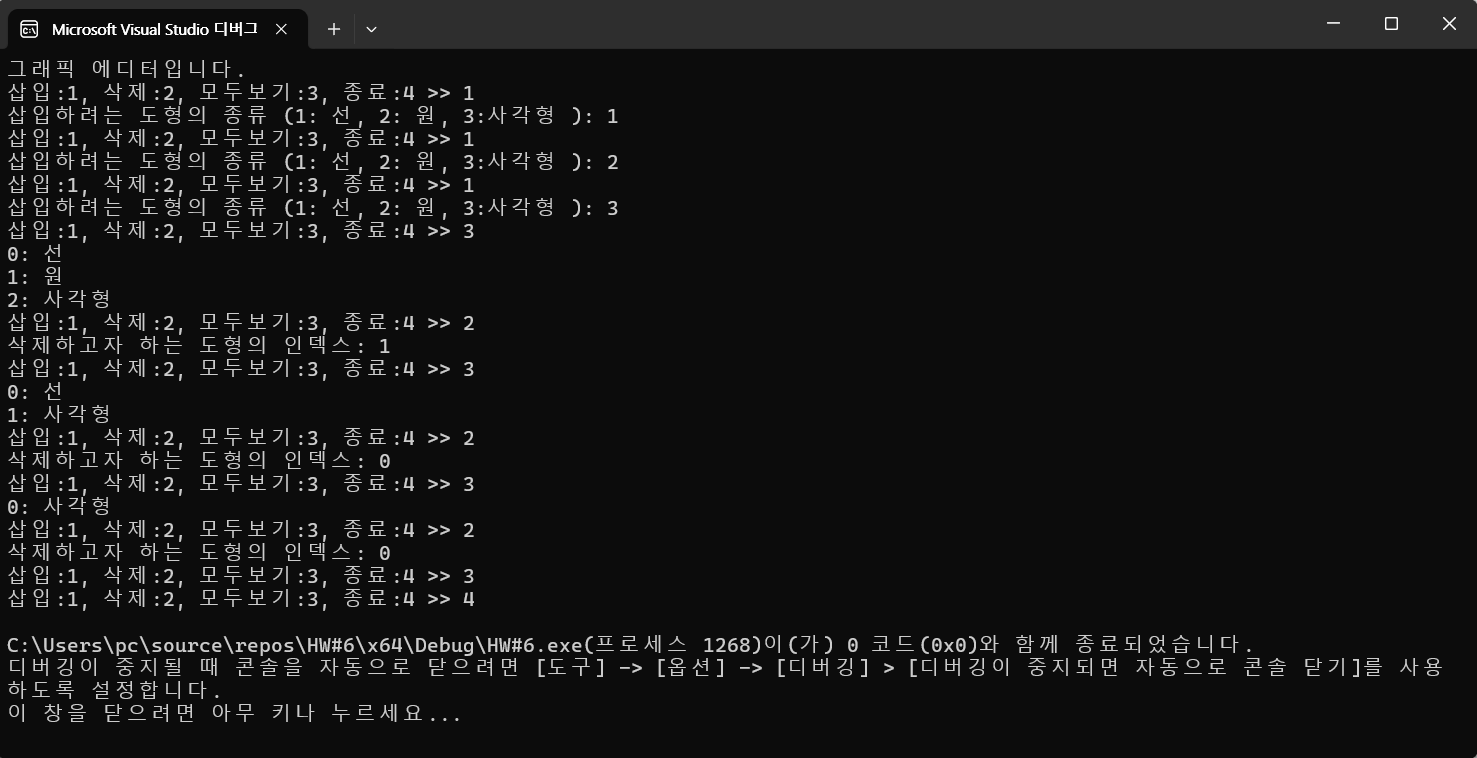 Microsoft Visual Studio 디버그
그래픽 에디터입니다.
삽입:1, 삭제:2, 모두보기:3, 종료:4 >> 1
삽입하려는 도형의 종류 (1: 선, 2: 원, 3:사각형 ): 1
삽입:1, 삭제:2, 모두보기:3, 종료:4 >> 1
삽입하려는 도형의 종류 (1: 선, 2: 원, 3:사각형 ): 2
삽입:1, 삭제:2, 모두보기:3, 종료:4 >> 1
삽입하려는 도형의 종류 (1: 선, 2: 원, 3:사각형 ): 3
삽입:1, 삭제:2, 모두보기:3, 종료:4 >> 3
0: 선
1: 원
2: 사각형
삽입:1, 삭제:2, 모두보기:3, 종료:4 >> 2
삭제하고자 하는 도형의 인덱스: 1
삽입:1, 삭제:2, 모두보기:3, 종료:4 >> 3
0: 선
1: 사각형
삽입:1, 삭제:2, 모두보기:3, 종료:4 >> 2
삭제하고자 하는 도형의 인덱스: 0
삽입:1, 삭제:2, 모두보기:3, 종료:4 >> 3
0: 사각형
삽입:1, 삭제:2, 모두보기:3, 종료:4 >> 2
삭제하고자 하는 도형의 인덱스: 0
삽입:1, 삭제:2, 모두보기:3, 종료:4 >> 3
삽입:1, 삭제:2, 모두보기:3, 종료:4 >> 4
C:\Users\pc\source\repos\HW#6\x64\Debug\HW#6.exe(프로세스 1268)이(가) 0 코드(0x0)와 함께 종료되었습니다.
디버깅이 중지될 때 콘솔을 자동으로 닫으려면 [도구] -> [옵션] -> [디버깅] > [디버깅이 중지되면 자동으로 콘솔 닫기]를 사용
하도록 설정합니다.
이 창을 닫으려면 아무 키나 누르세요...